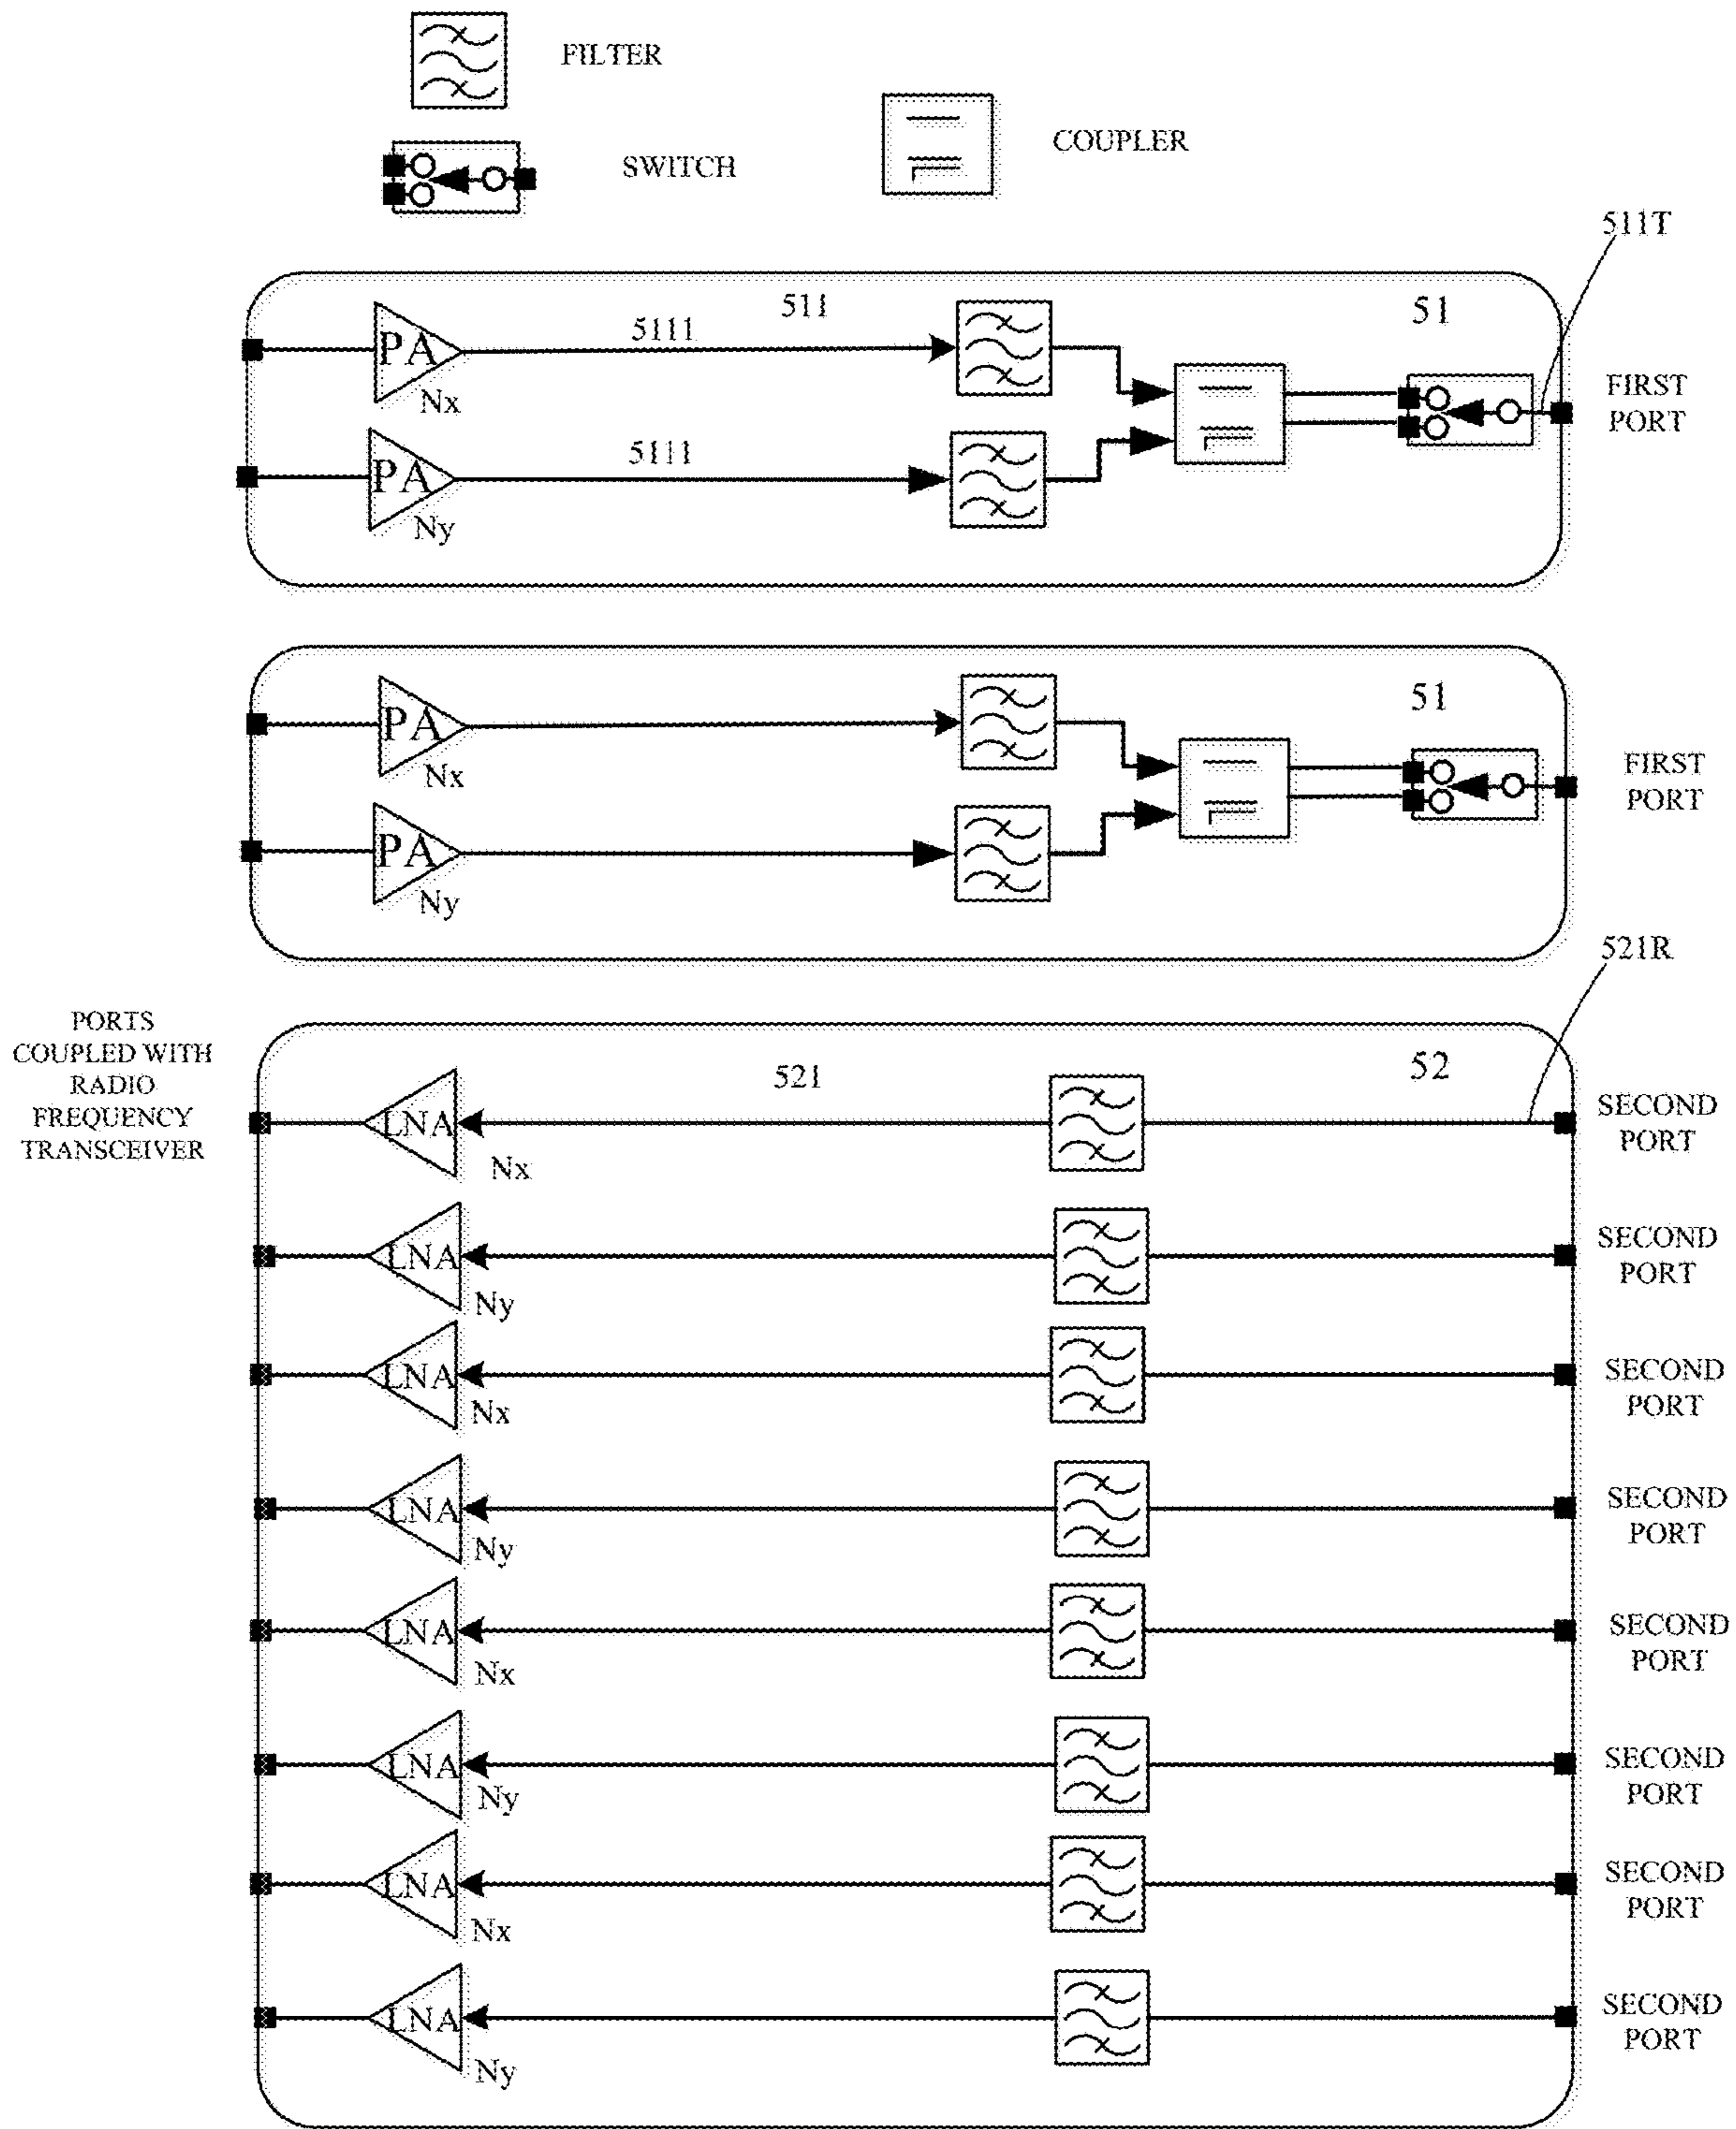 FILTER
SWITCH
COUPLER
511T
511
51
5111
PA
Nx
FIRST
PORT
5111
PA
Ny
51
PA
Nx
FIRST
PORT
PA
Ny
521R
PORTS
COUPLED WITH
RADIO
FREQUENCY
TRANSCEIVER
521
52
LNA
Nx
SECOND
PORT
LNA
Ny
SECOND
PORT
LNA
Nx
SECOND
PORT
LNA
Ny
SECOND
PORT
LNA
Nx
SECOND
PORT
LNA
Ny
SECOND
PORT
LNA
Nx
SECOND
PORT
LNA
Ny
SECOND
PORT